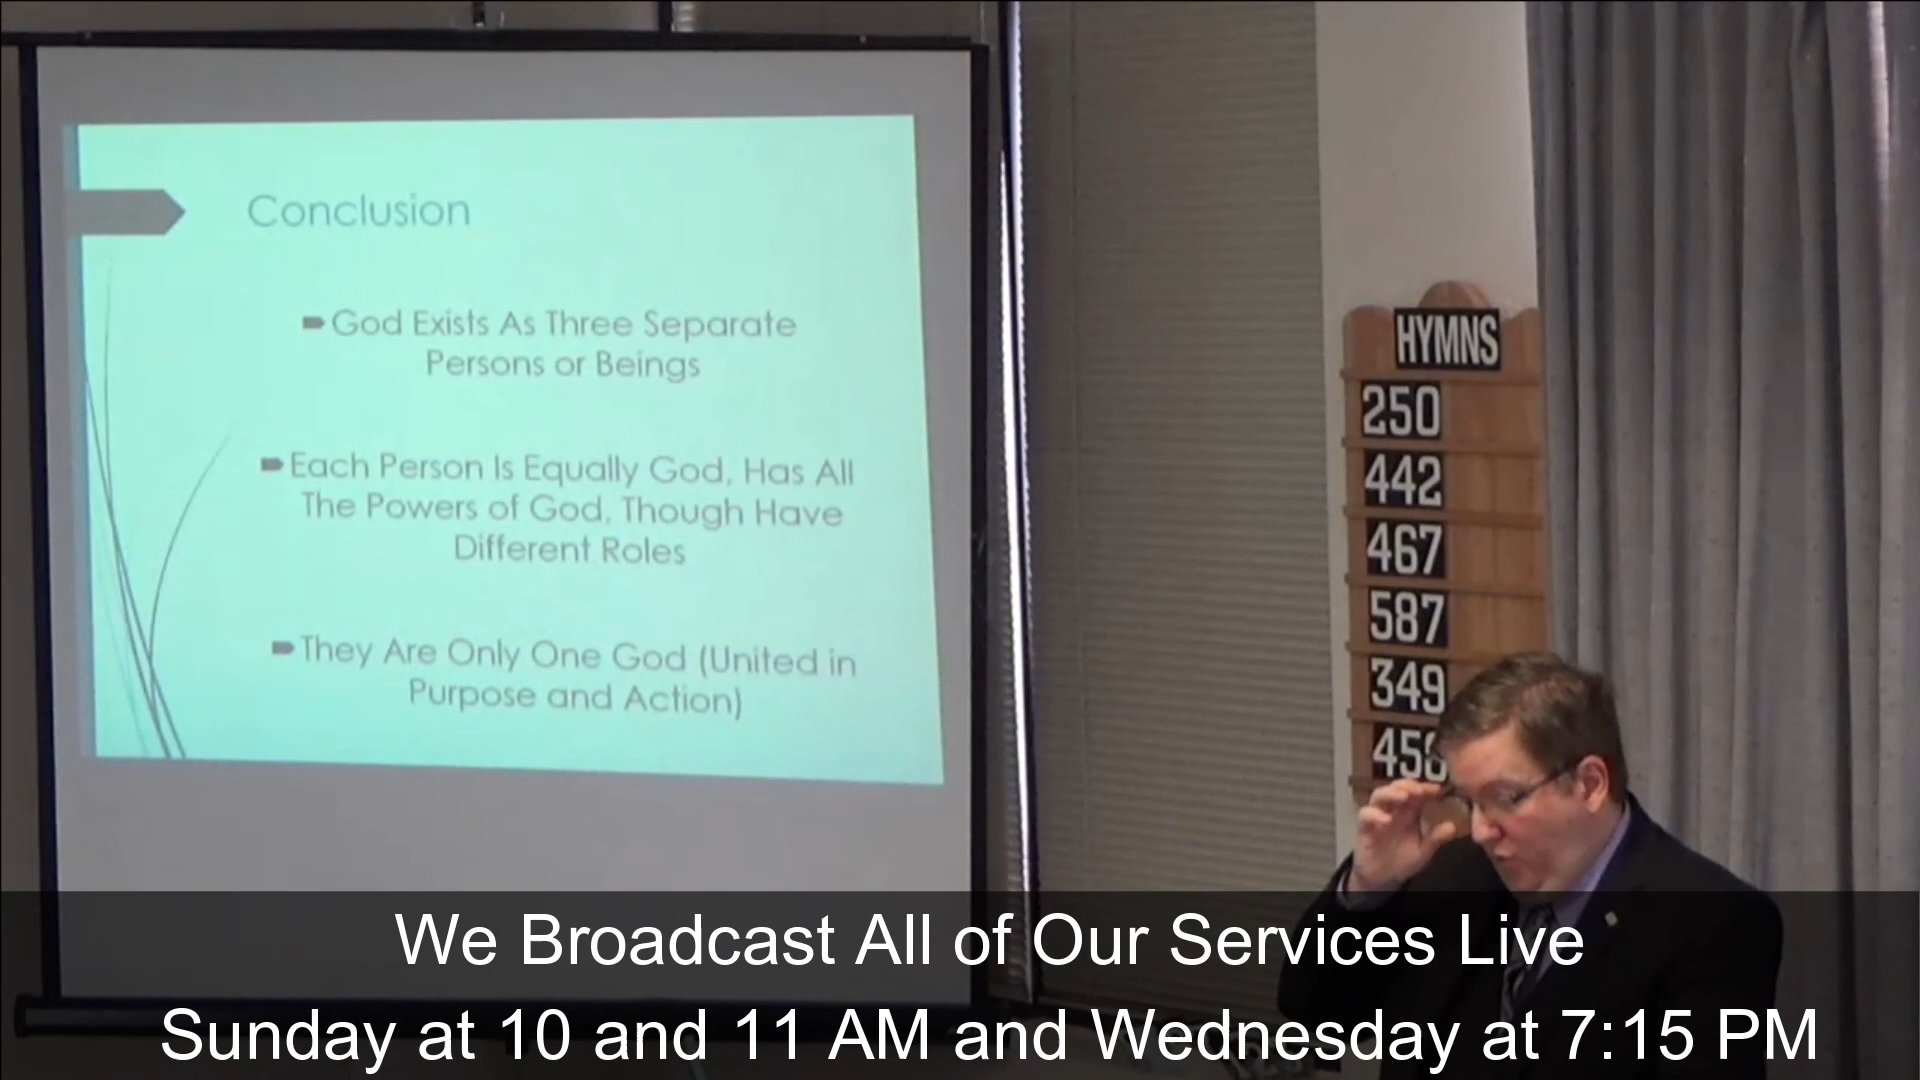 Conclusion
God Exists As Three Separate
Persons or Beings
Each Person Is Equally God, Has All
The Powers of God, Though Have
Different Roles
They Are Only One God (United in
Purpose and Action)
HYMNS
250
442
467
587
349
We Broadcast All of Our Services Live
Sunday at 10 and 11 AM and Wednesday at 7:15 PM